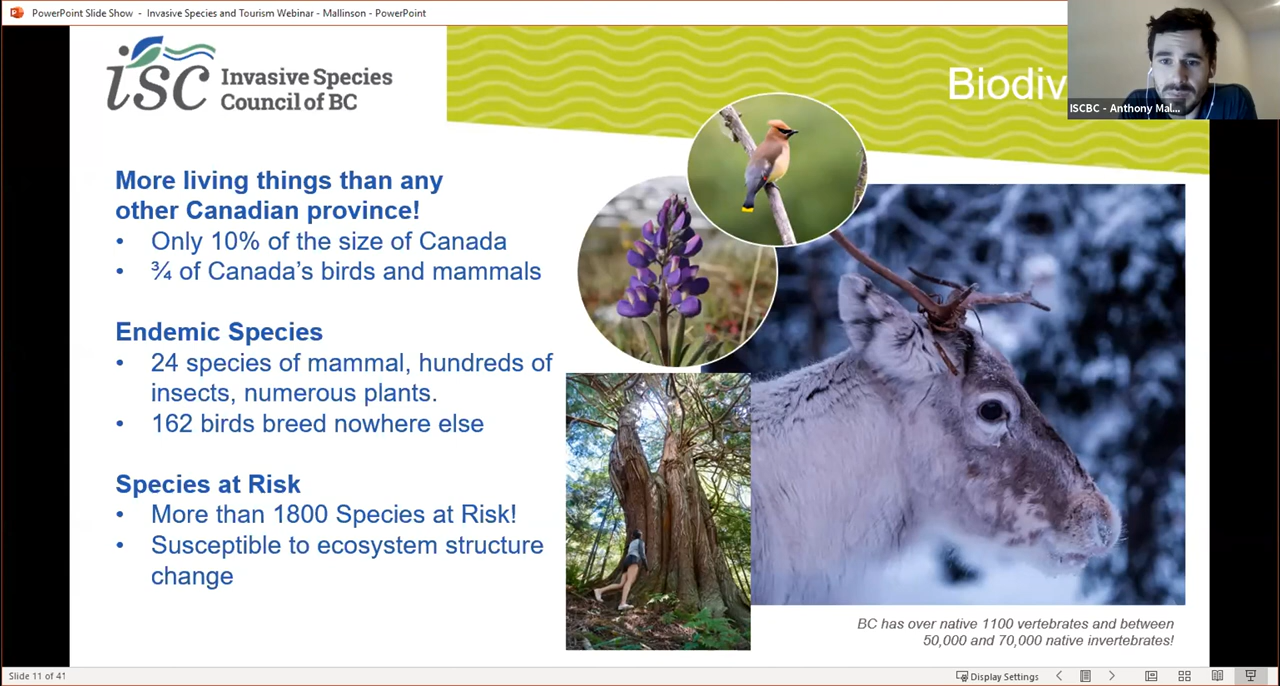 PowerPoint Slide Show - Invasive Species and Tourism Webinar - Mallinson - PowerPoint
isc
Invasive Species
Council of BC
Biodiv
ISCBC - Anthony Mal...
More living things than any
other Canadian province!
• Only 10% of the size of Canada
• ¾ of Canada's birds and mammals
Endemic Species
• 24 species of mammal, hundreds of
insects, numerous plants.
• 162 birds breed nowhere else
Species at Risk
• More than 1800 Species at Risk!
• Susceptible to ecosystem structure
change
BC has over native 1100 vertebrates and between
50,000 and 70,000 native invertebrates!
Slide 11 of 41
Display Settings